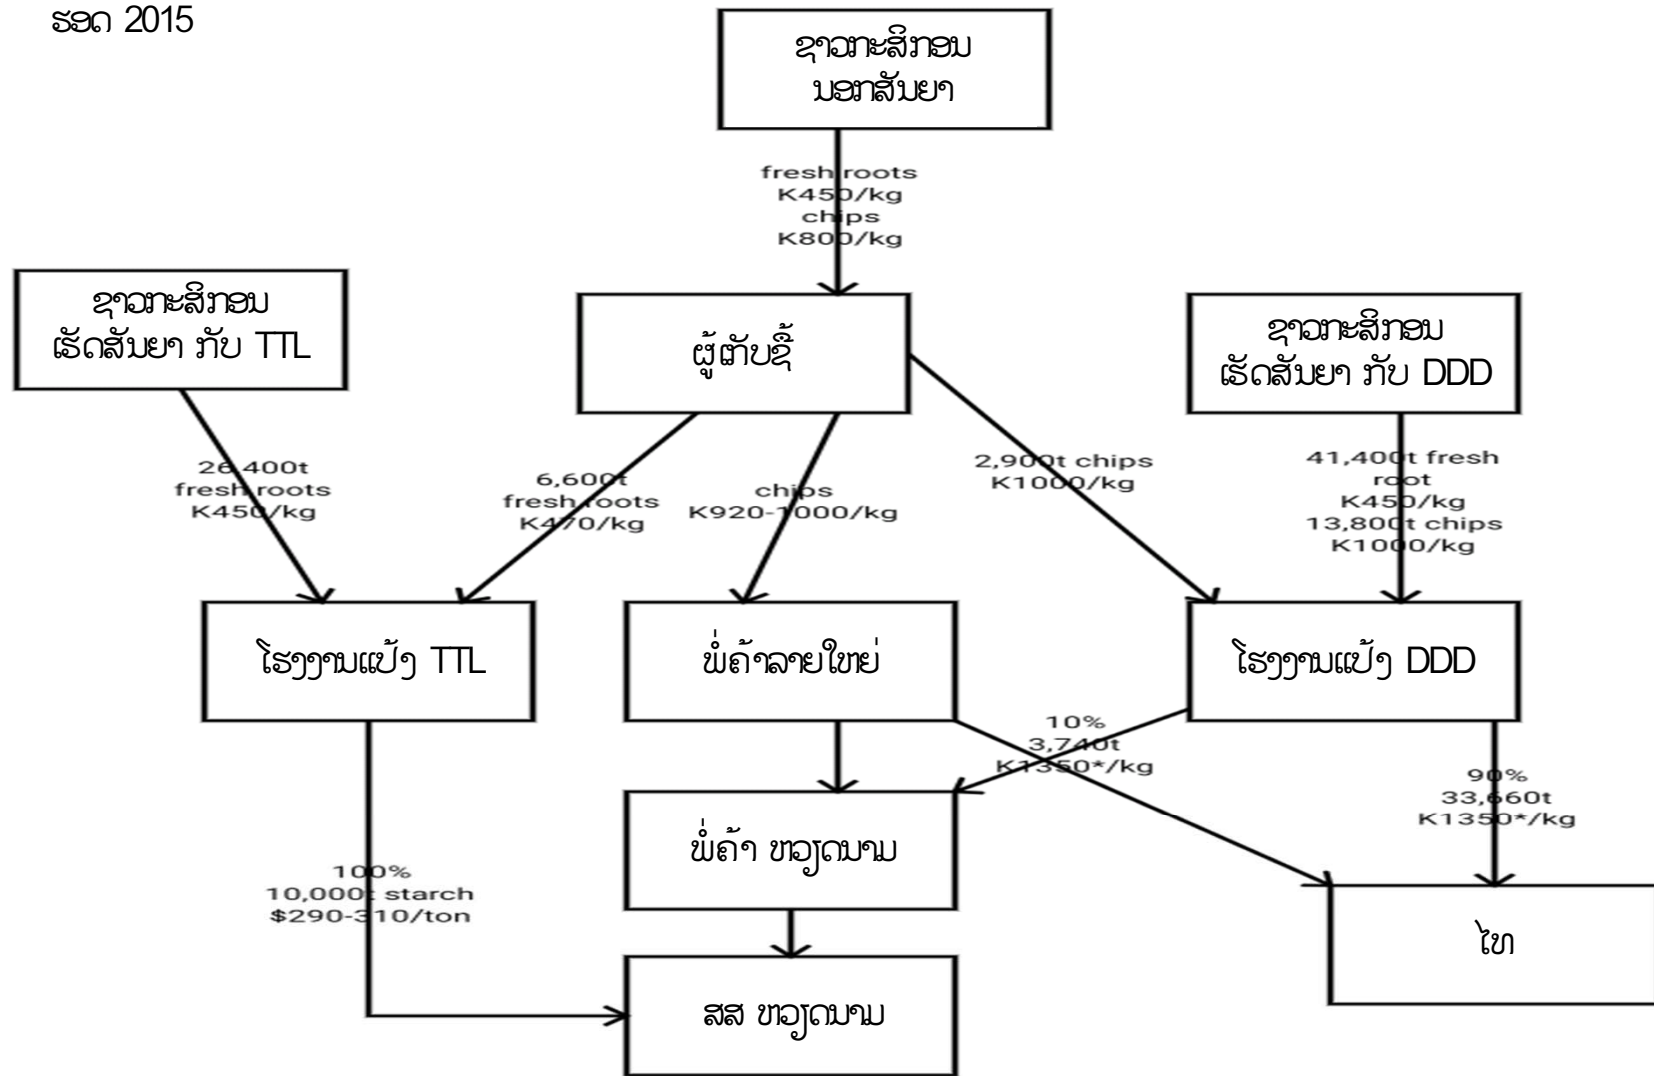 ຮອດ 2015
ຊາວກະສິກອນ
ນອກສັນຍາ
fresh roots
K450/kg
chips
K800/kg
ຊາວກະສິກອນ
ເຮັດສັນຍາ ກັບ TTL
ຜູ້ເກັບຊື້
ຊາວກະສິກອນ
ເຮັດສັນຍາ ກັບ DDD
26,400t
fresh roots
K450/kg
6,600t
fresh roots
K470/kg
chips
K920-1000/kg
2,900t chips
K1000/kg
41,400t fresh
root
K450/kg
13,800t chips
K1000/kg
ໂຮງງານແປ້ງ TTL
ພໍ່ຄ້າລາຍໃຫຍ່
ໂຮງງານແປ້ງ DDD
10%
3,740t
K1350*/kg
90%
33,660t
K1350*/kg
ພໍ່ຄ້າ ຫວຽດນາມ
100%
10,000t starch
$290-310/ton
ໄທ
ສສ ຫວຽດນາມ